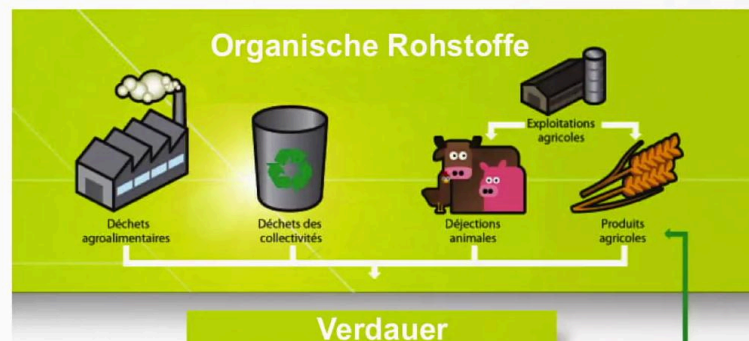 Organische Rohstoffe
Exploitations
agricoles
Déchets
agroalimentaires
Déchets des
collectivités
Déjections
animales
Produits
agricoles
Verdauer